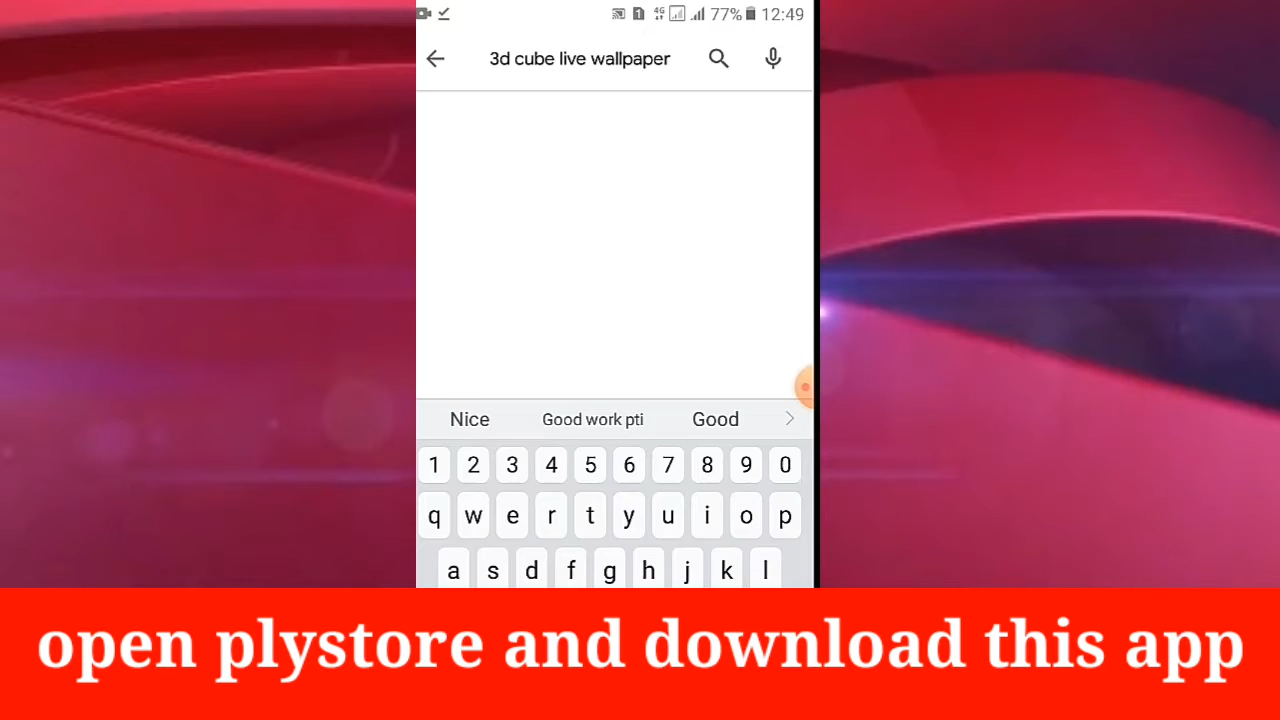 4G 77% 12:49
3d cube live wallpaper
Nice Good work pti Good
1 2 3 4 5 6 7 8 9 0
q w e r t y u i o p
a s d f g h j k l
open plystore and download this app